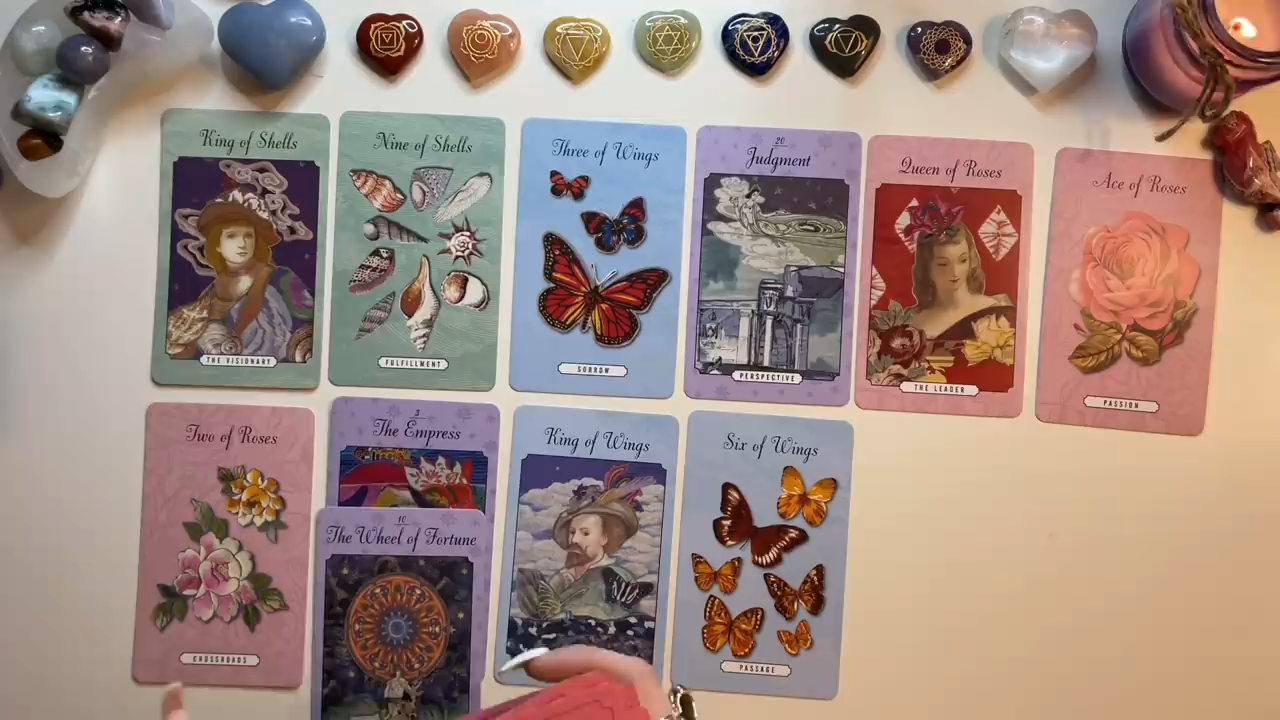 King of Shells
THE VISIONARY
Nine of Shells
FULFILLMENT
Three of Wings
SORROW
20
Judgment
PERSPECTIVE
Queen of Roses
THE LEADER
Ace of Roses
PASSION
Two of Roses
CROSSROADS
3
The Empress
10
The Wheel of Fortune
King of Wings
Six of Wings
PASSAGE